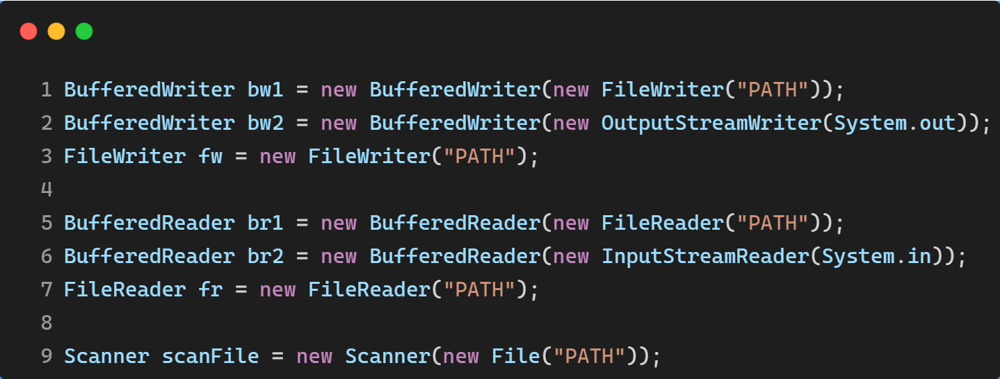 1 BufferedWriter bw1 = new BufferedWriter(new FileWriter("PATH"));
2 BufferedWriter bw2 = new BufferedWriter(new OutputStreamWriter(System.out));
3 FileWriter fw = new FileWriter("PATH");
4
5 BufferedReader br1 = new BufferedReader(new FileReader("PATH"));
6 BufferedReader br2 = new BufferedReader(new InputStreamReader(System.in));
7 FileReader fr = new FileReader("PATH");
8
9 Scanner scanFile = new Scanner(new File("PATH"));